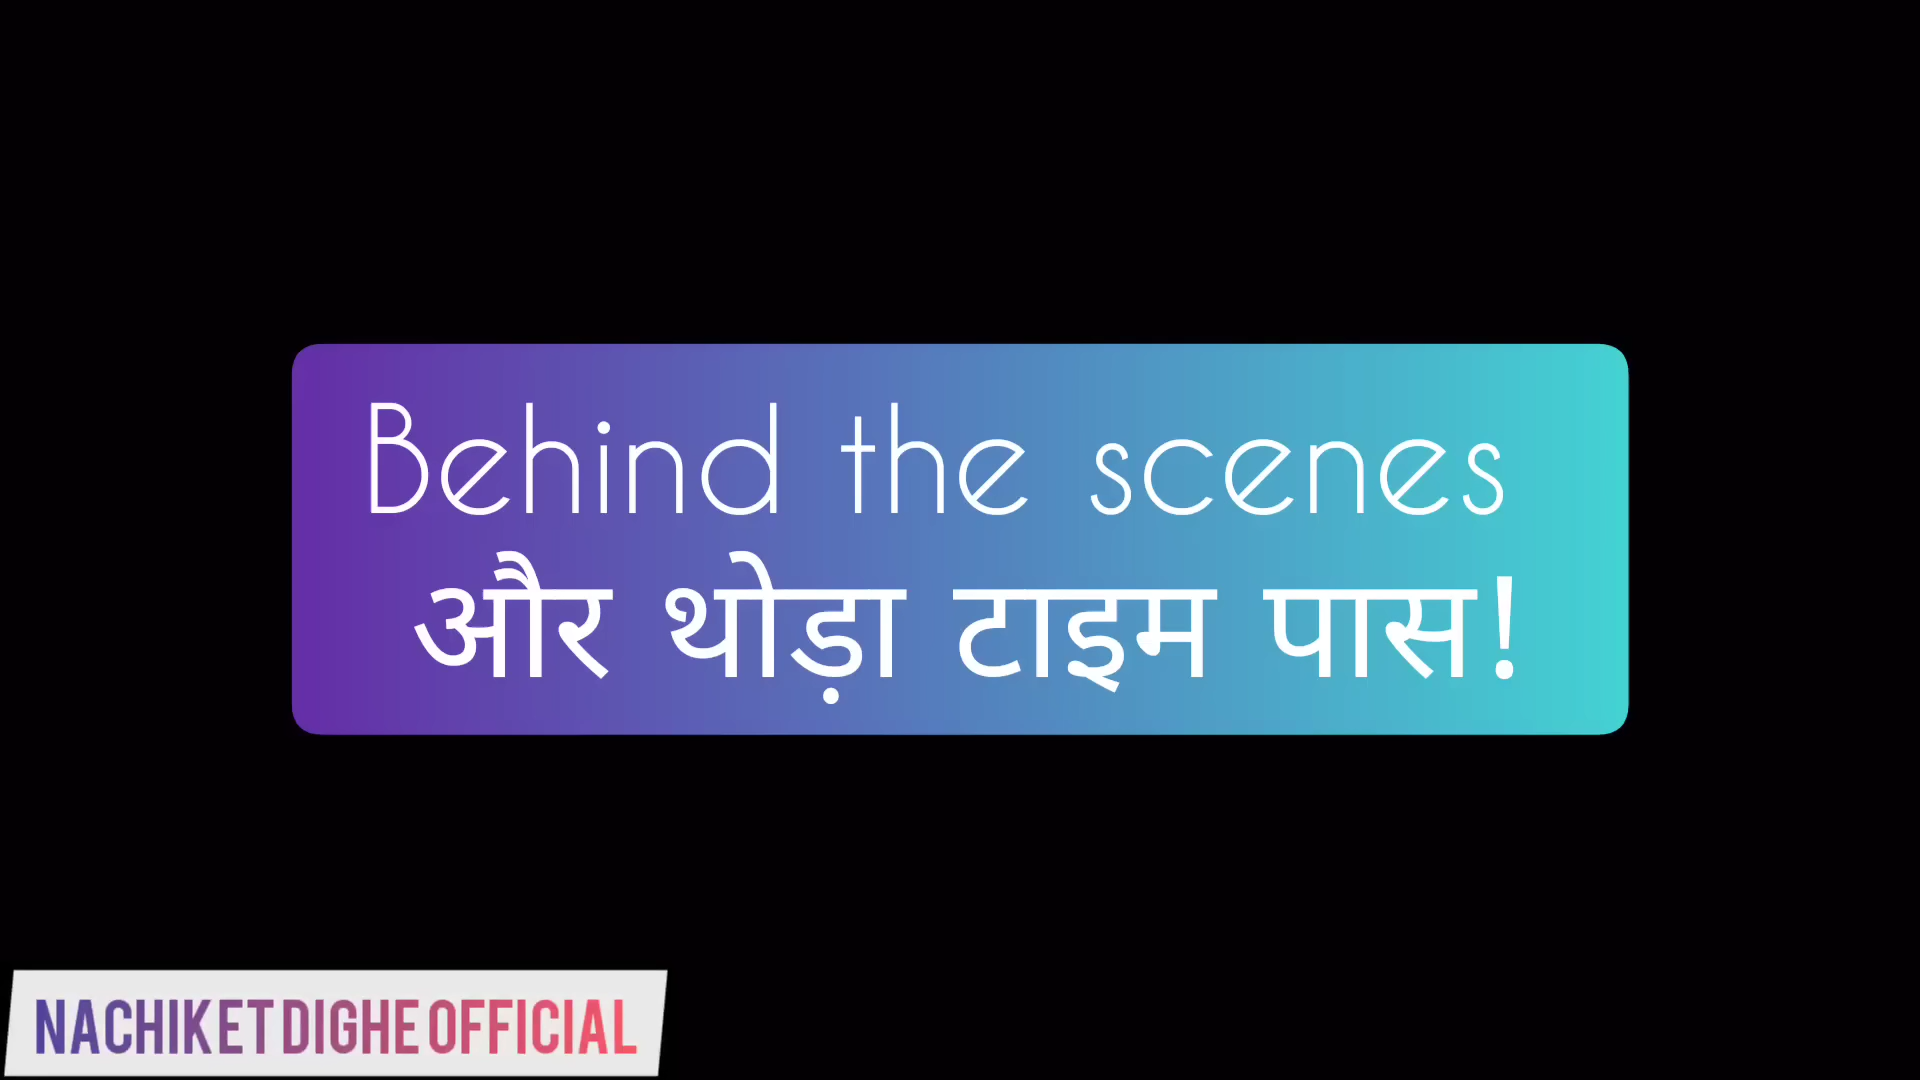 Behind the scenes
और थोड़ा टाइम पास!
NACHIKET DIGHE OFFICIAL